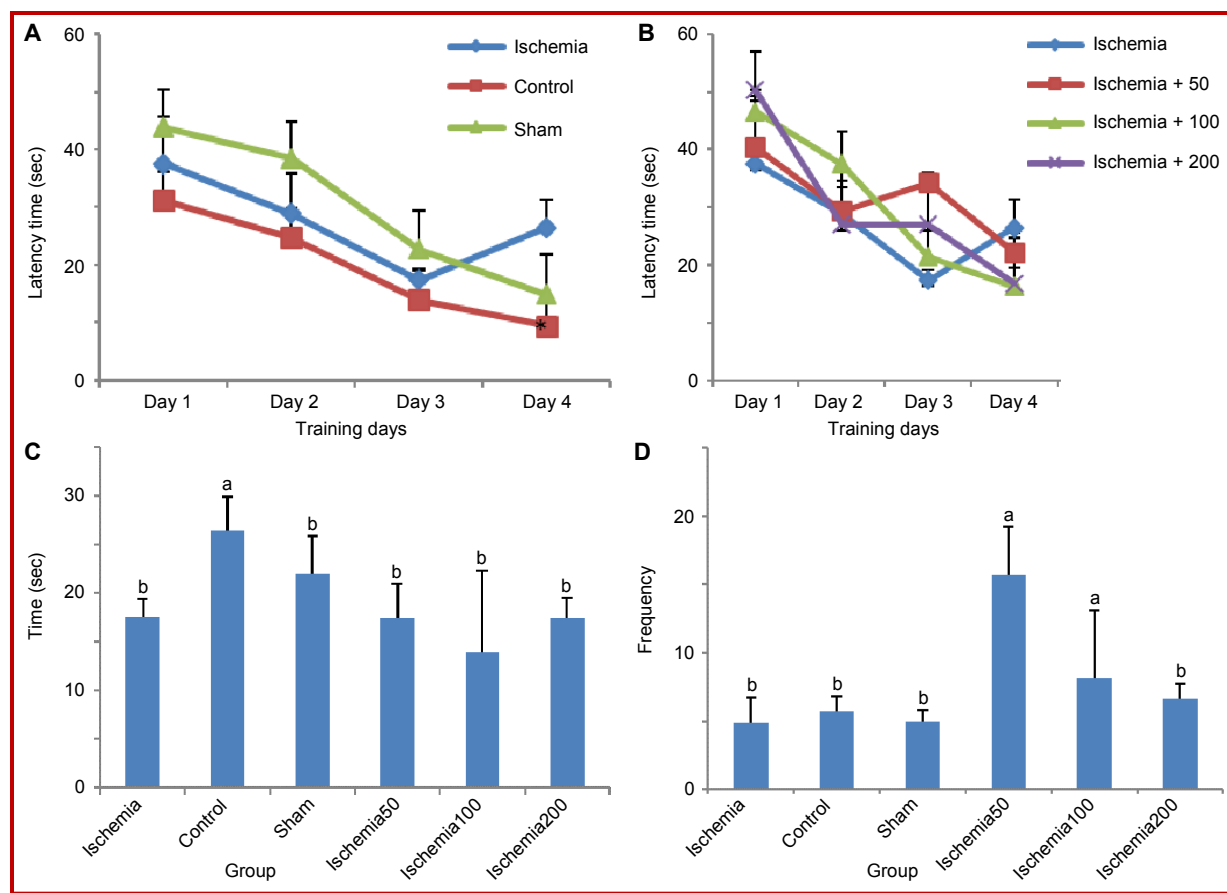 A
60
40
20
0
Latency time (sec)
Ischemia
Control
Sham
*
Day 1 Day 2 Day 3 Day 4
Training days
B
60
40
20
0
Latency time (sec)
Ischemia
Ischemia + 50
Ischemia + 100
Ischemia + 200
Day 1 Day 2 Day 3 Day 4
Training days
C
30
20
10
0
Time (sec)
b a b b b b
Ischemia Control Sham Ischemia50 Ischemia100 Ischemia200
Group
D
20
10
0
Frequency
b b b a a b
Ischemia Control Sham Ischemia50 Ischemia100 Ischemia200
Group